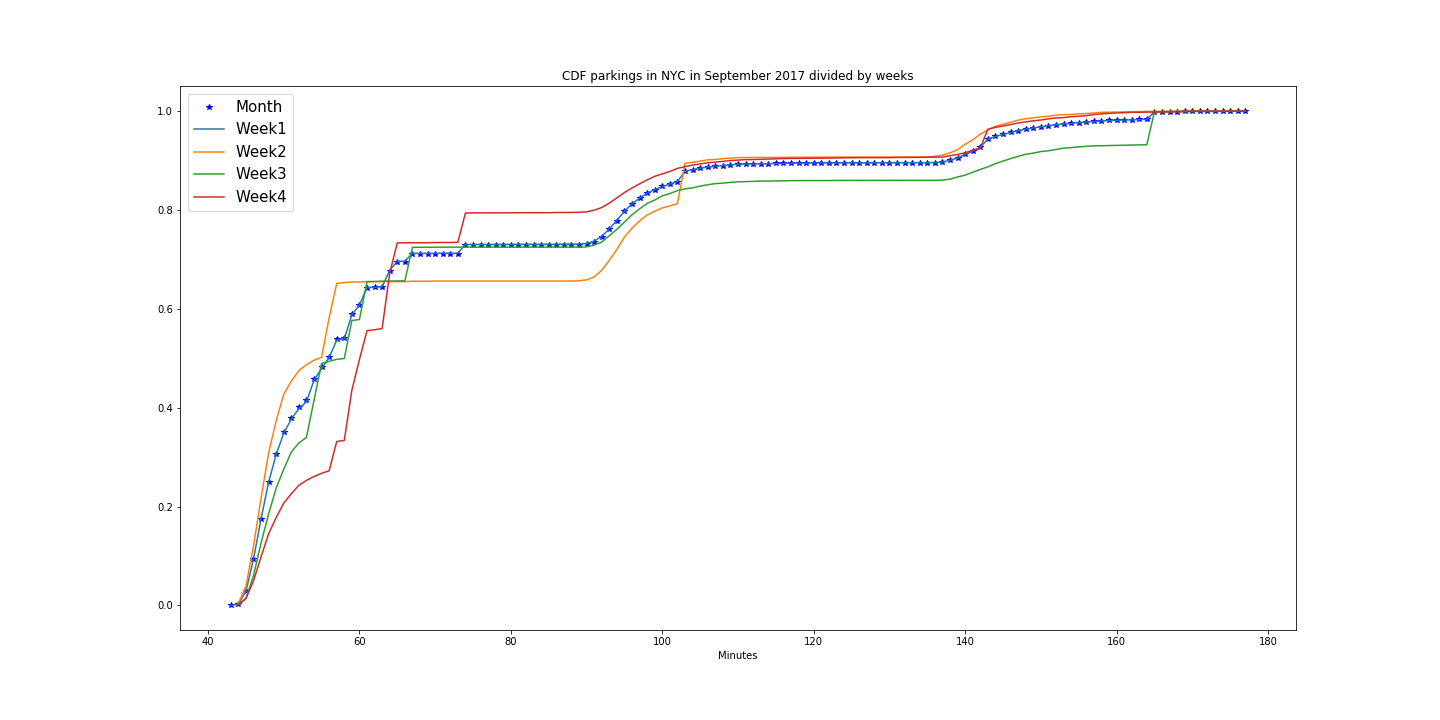 CDF parkings in NYC in September 2017 divided by weeks
Month
Week1
Week2
Week3
Week4
1.0
0.8
0.6
0.4
0.2
0.0
40 60 80 100 120 140 160 180
Minutes